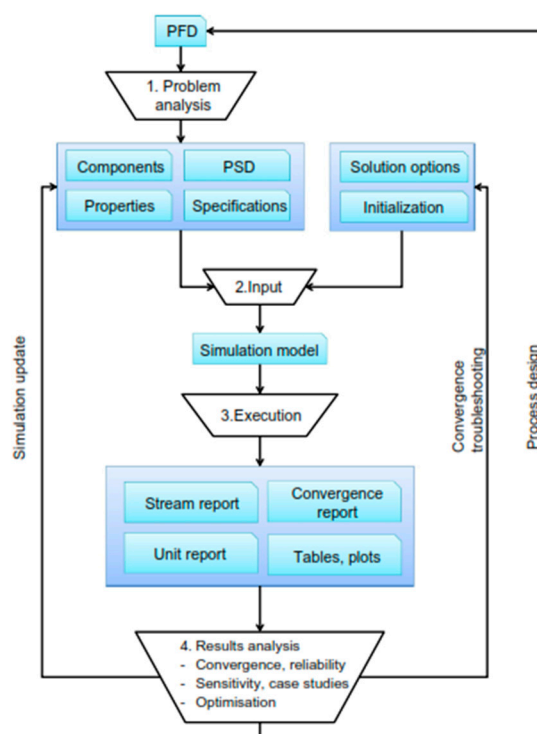 PFD
1. Problem
analysis
Components
PSD
Properties
Specifications
Solution options
Initialization
2.Input
Simulation model
3.Execution
Stream report
Convergence
report
Unit report
Tables, plots
4. Results analysis
- Convergence, reliability
- Sensitivity, case studies
- Optimisation
Simulation update
Convergence
troubleshooting
Process design